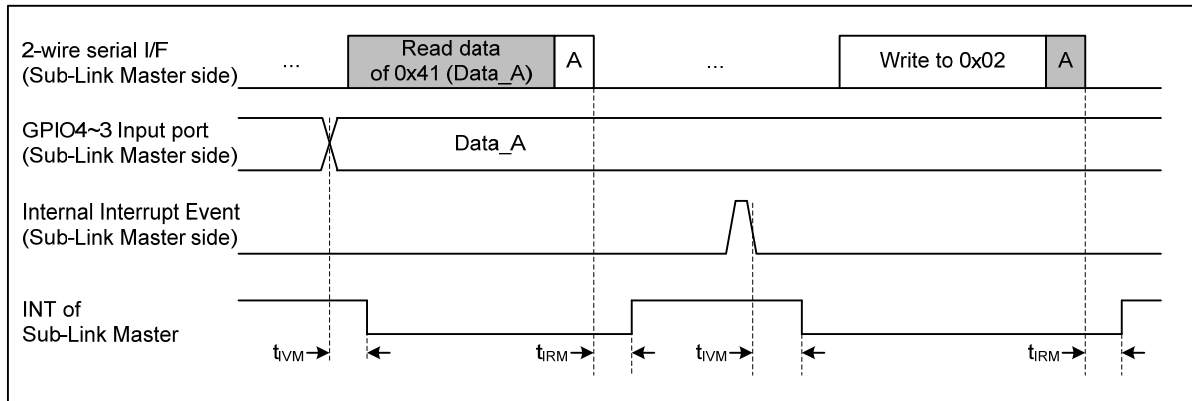 2-wire serial I/F
(Sub-Link Master side)
...
Read data
of 0x41 (Data_A)
A
...
Write to 0x02
A
GPIO4~3 Input port
(Sub-Link Master side)
Data_A
Internal Interrupt Event
(Sub-Link Master side)
INT of
Sub-Link Master
tIVM
tIRM
tIVM
tIRM